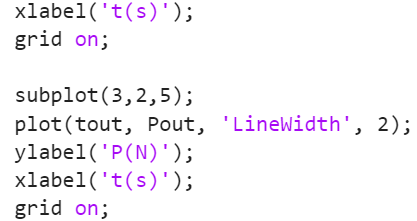 xlabel('t(s)');
grid on;
subplot(3,2,5);
plot(tout, Pout, 'LineWidth', 2);
ylabel('P(N)');
xlabel('t(s)');
grid on;